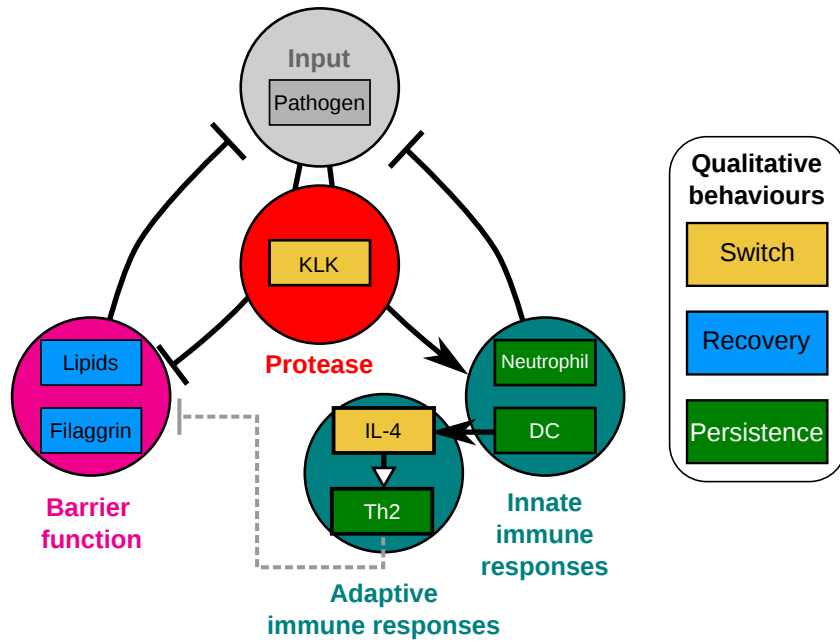 Input
Pathogen
KLK
Protease
Lipids
Filaggrin
Barrier
function
Neutrophil
DC
Innate
immune
responses
IL-4
Th2
Adaptive
immune responses
Qualitative
behaviours
Switch
Recovery
Persistence